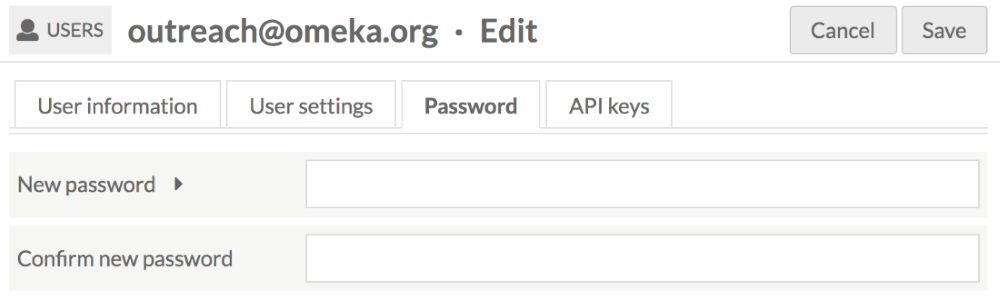 USERS outreach@omeka.org · Edit Cancel Save
User information User settings Password API keys
New password
Confirm new password